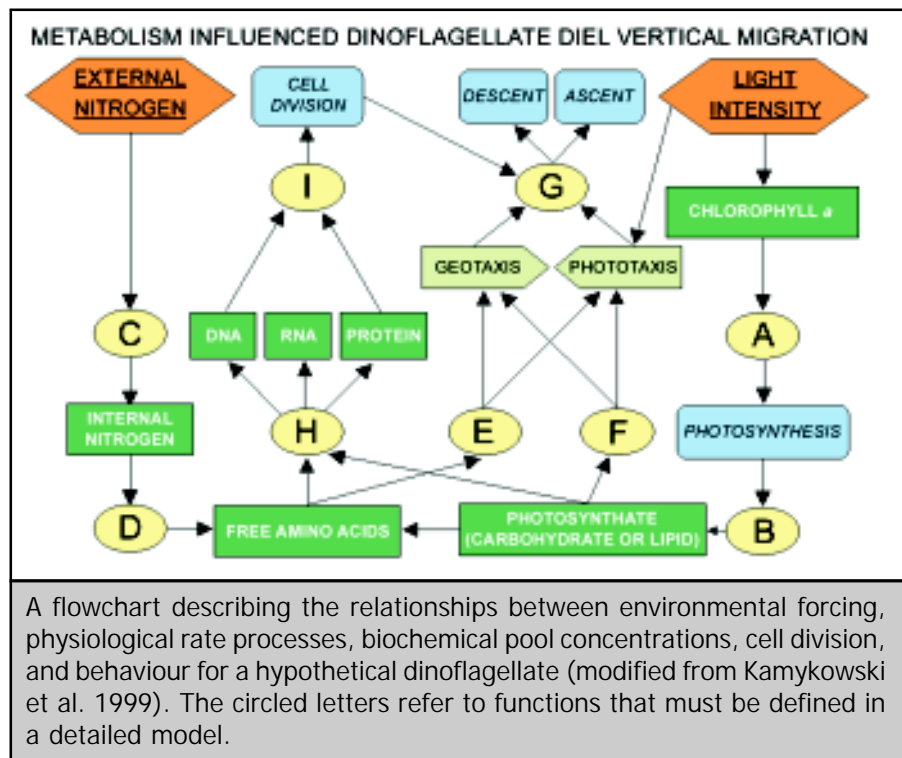 METABOLISM INFLUENCED DINOFLAGELLATE DIEL VERTICAL MIGRATION
EXTERNAL
NITROGEN
CELL
DIVISION
DESCENT
ASCENT
LIGHT
INTENSITY
I
G
CHLOROPHYLL a
GEOTAXIS
PHOTOTAXIS
C
DNA
RNA
PROTEIN
A
INTERNAL
NITROGEN
H
E
F
PHOTOSYNTHESIS
D
FREE AMINO ACIDS
PHOTOSYNTHATE
(CARBOHYDRATE OR LIPID)
B
A flowchart describing the relationships between environmental forcing,
physiological rate processes, biochemical pool concentrations, cell division,
and behaviour for a hypothetical dinoflagellate (modified from Kamykowski
et al. 1999). The circled letters refer to functions that must be defined in
a detailed model.